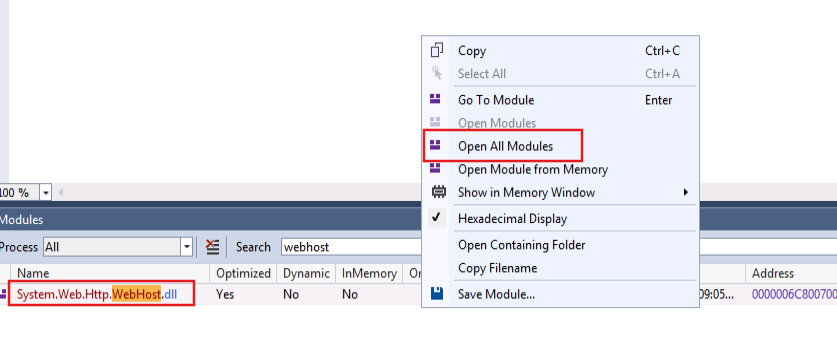 Copy Ctrl+C
Select All Ctrl+A
Go To Module Enter
Open Modules
Open All Modules
Open Module from Memory
Show in Memory Window
Hexadecimal Display
Open Containing Folder
Copy Filename
Save Module...
100 %
Modules
Process All Search webhost
Name Optimized Dynamic InMemory Or Address
System.Web.Http.WebHost.dll Yes No No 09:05... 0000006C800700